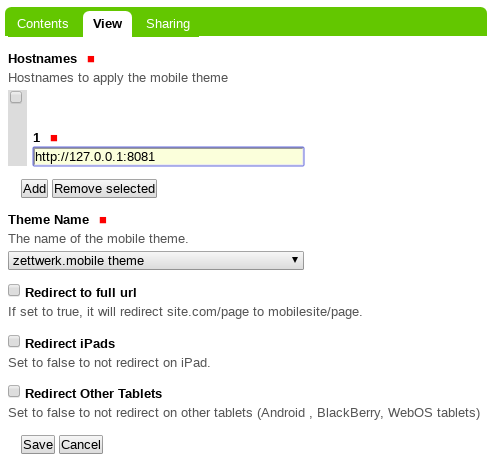 Contents View Sharing
Hostnames
Hostnames to apply the mobile theme
1
http://127.0.0.1:8081
Add Remove selected
Theme Name
The name of the mobile theme.
zettwerk.mobile theme
Redirect to full url
If set to true, it will redirect site.com/page to mobilesite/page.
Redirect iPads
Set to false to not redirect on iPad.
Redirect Other Tablets
Set to false to not redirect on other tablets (Android , BlackBerry, WebOS tablets)
Save Cancel